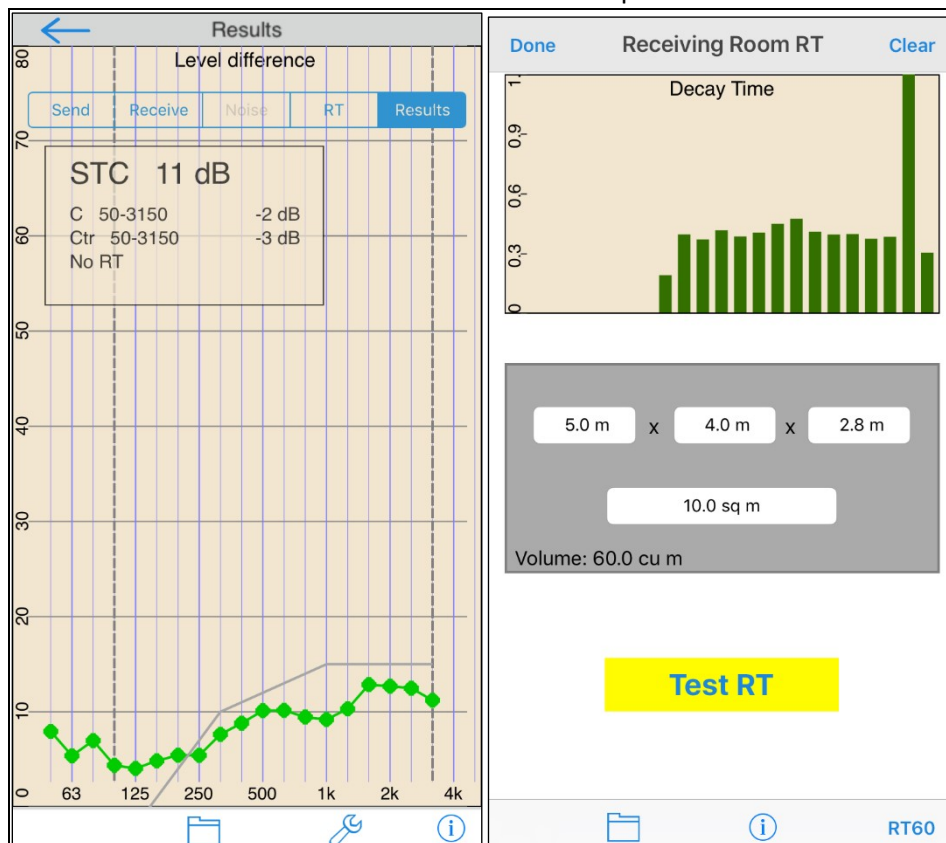 Results
80
Level difference
Send Receive Noise RT Results
70
STC 11 dB
C 50-3150 -2 dB
Ctr 50-3150 -3 dB
No RT
60
50
40
30
20
10
0
63 125 250 500 1k 2k 4k
Done Receiving Room RT Clear
Decay Time
0.9
0.6
0.3
0
5.0 m x 4.0 m x 2.8 m
10.0 sq m
Volume: 60.0 cu m
Test RT
RT60